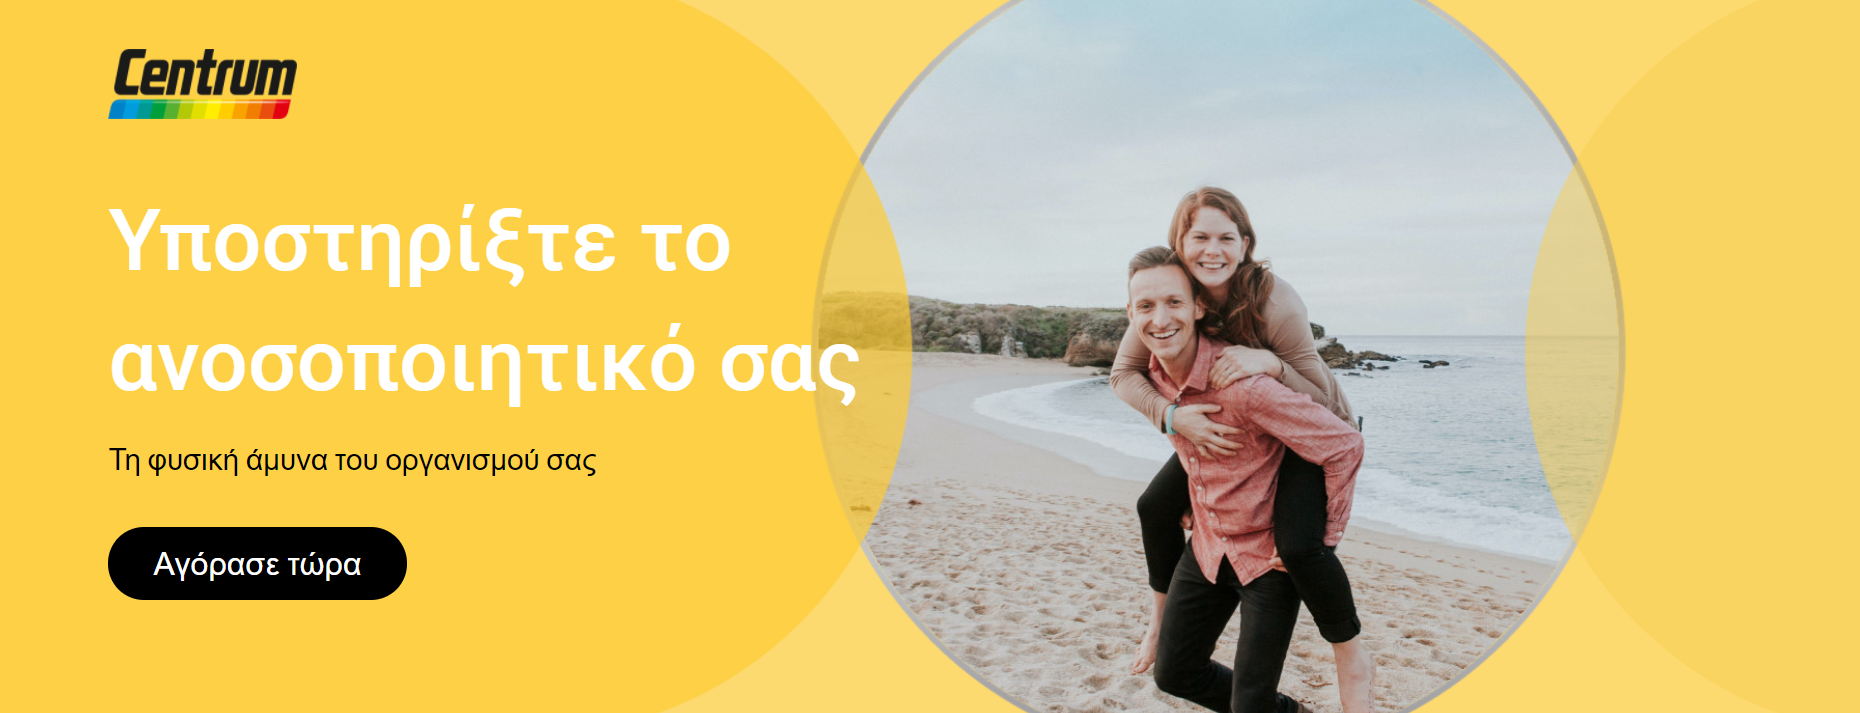 Centrum
Υποστηρίξτε το
ανοσοποιητικό σας
Τη φυσική άμυνα του οργανισμού σας
Αγόρασε τώρα